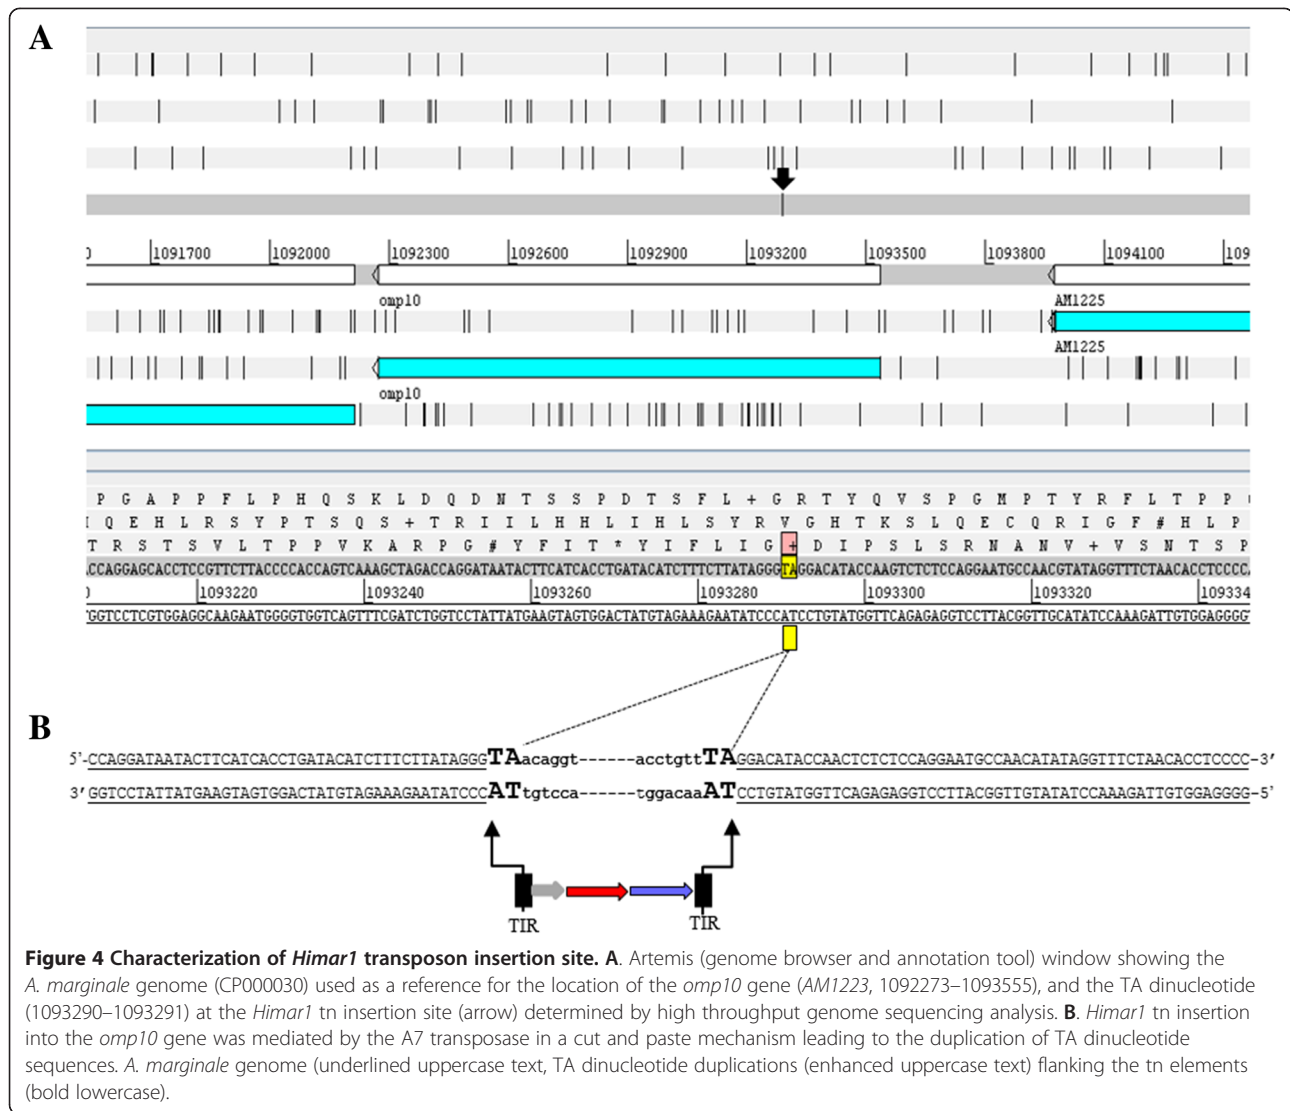 A
1091700 1092000 1092300 1092600 1092900 1093200 1093500 1093800 1094100 109
omp10 AM1225
AM1225
omp10
P G A P P F L P H Q S K L D Q D N T S S P D T S F L + G R T Y Q V S P G M P T Y R F L T P P
I Q E H L R S Y P T S Q S + T R I I L H H L I H L S Y R V G H T K S L Q E C Q R I G F # H L P
T R S T S V L T P P V K A R P G # Y F I T * Y I F L I G + D I P S L S R N A N V + V S N T S P
CCAGGAGCACCTCCGTTCTTACCCCACCAGTCAAAGCTAGACCAGGATAATACTTCATCACCTGATACATCTTTCTTATAGGGTAGGACATACCAAGTCTCTCCAGGAATGCCAACGTATAGGTTTCTAACACCTCCCC
0 1093220 1093240 1093260 1093280 1093300 1093320 109334
GGTCCTCGTGGAGGCAAGAATGGGGTGGTCAGTTTCGATCTGGTCCTATTATGAAGTAGTGGACTATGTAGAAAGAATATCCCATCCTGTATGGTTCAGAGAGGTCCTTACGGTTGCATATCCAAAGATTGTGGAGGGG
B
5'-CCAGGATAATACTTCATCACCTGATACATCTTTCTTATAGGGTAacaggt------acctgttTAGGACATACCAACTCTCTCCAGGAATGCCAACATATAGGTTTCTAACACCTCCCC-3'
3'GGTCCTATTATGAAGTAGTGGACTATGTAGAAAGAATATCCCATtgtcca------tggacaaATCCTGTATGGTTCAGAGAGGTCCTTACGGTTGTATATCCAAAGATTGTGGAGGGG-5'
TIR TIR
Figure 4 Characterization of Himar1 transposon insertion site. A. Artemis (genome browser and annotation tool) window showing the
A. marginale genome (CP000030) used as a reference for the location of the omp10 gene (AM1223, 1092273–1093555), and the TA dinucleotide
(1093290–1093291) at the Himar1 tn insertion site (arrow) determined by high throughput genome sequencing analysis. B. Himar1 tn insertion
into the omp10 gene was mediated by the A7 transposase in a cut and paste mechanism leading to the duplication of TA dinucleotide
sequences. A. marginale genome (underlined uppercase text, TA dinucleotide duplications (enhanced uppercase text) flanking the tn elements
(bold lowercase).